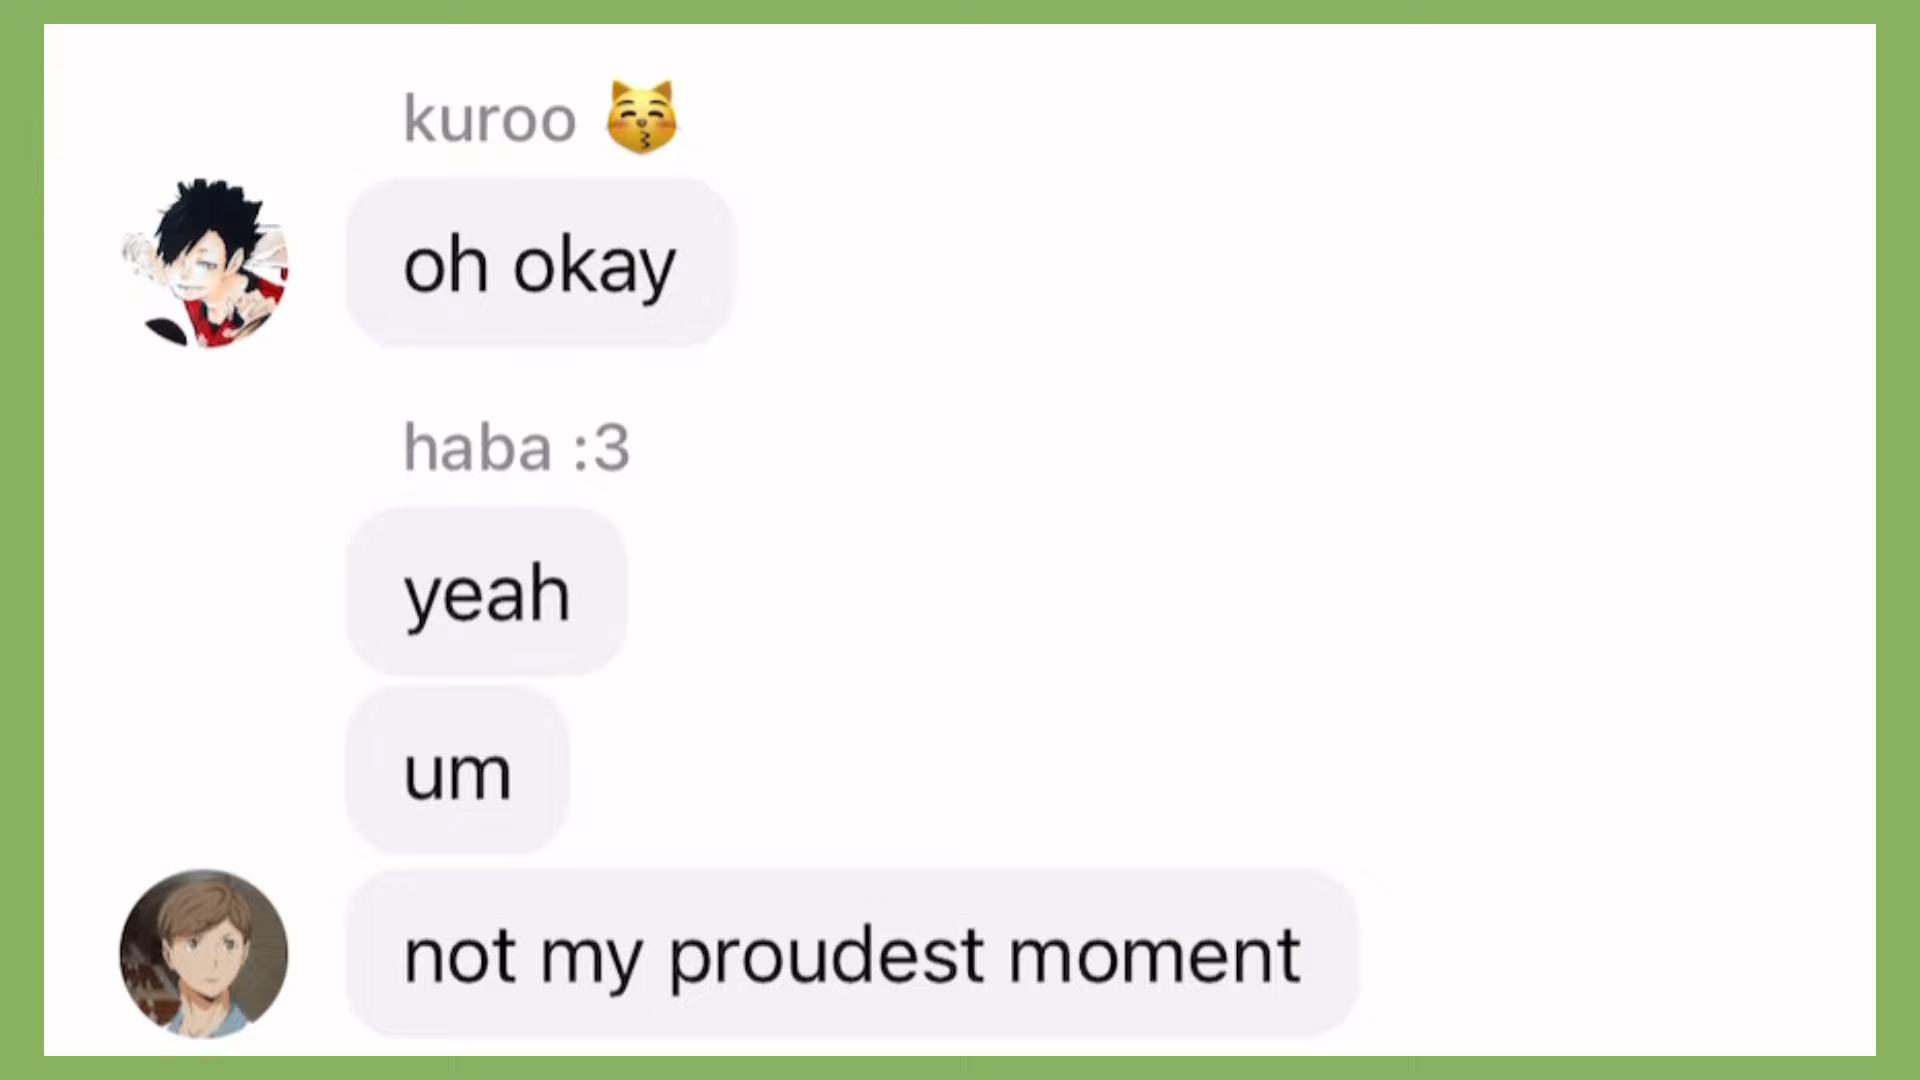 kuroo 😽
oh okay
haba :3
yeah
um
not my proudest moment